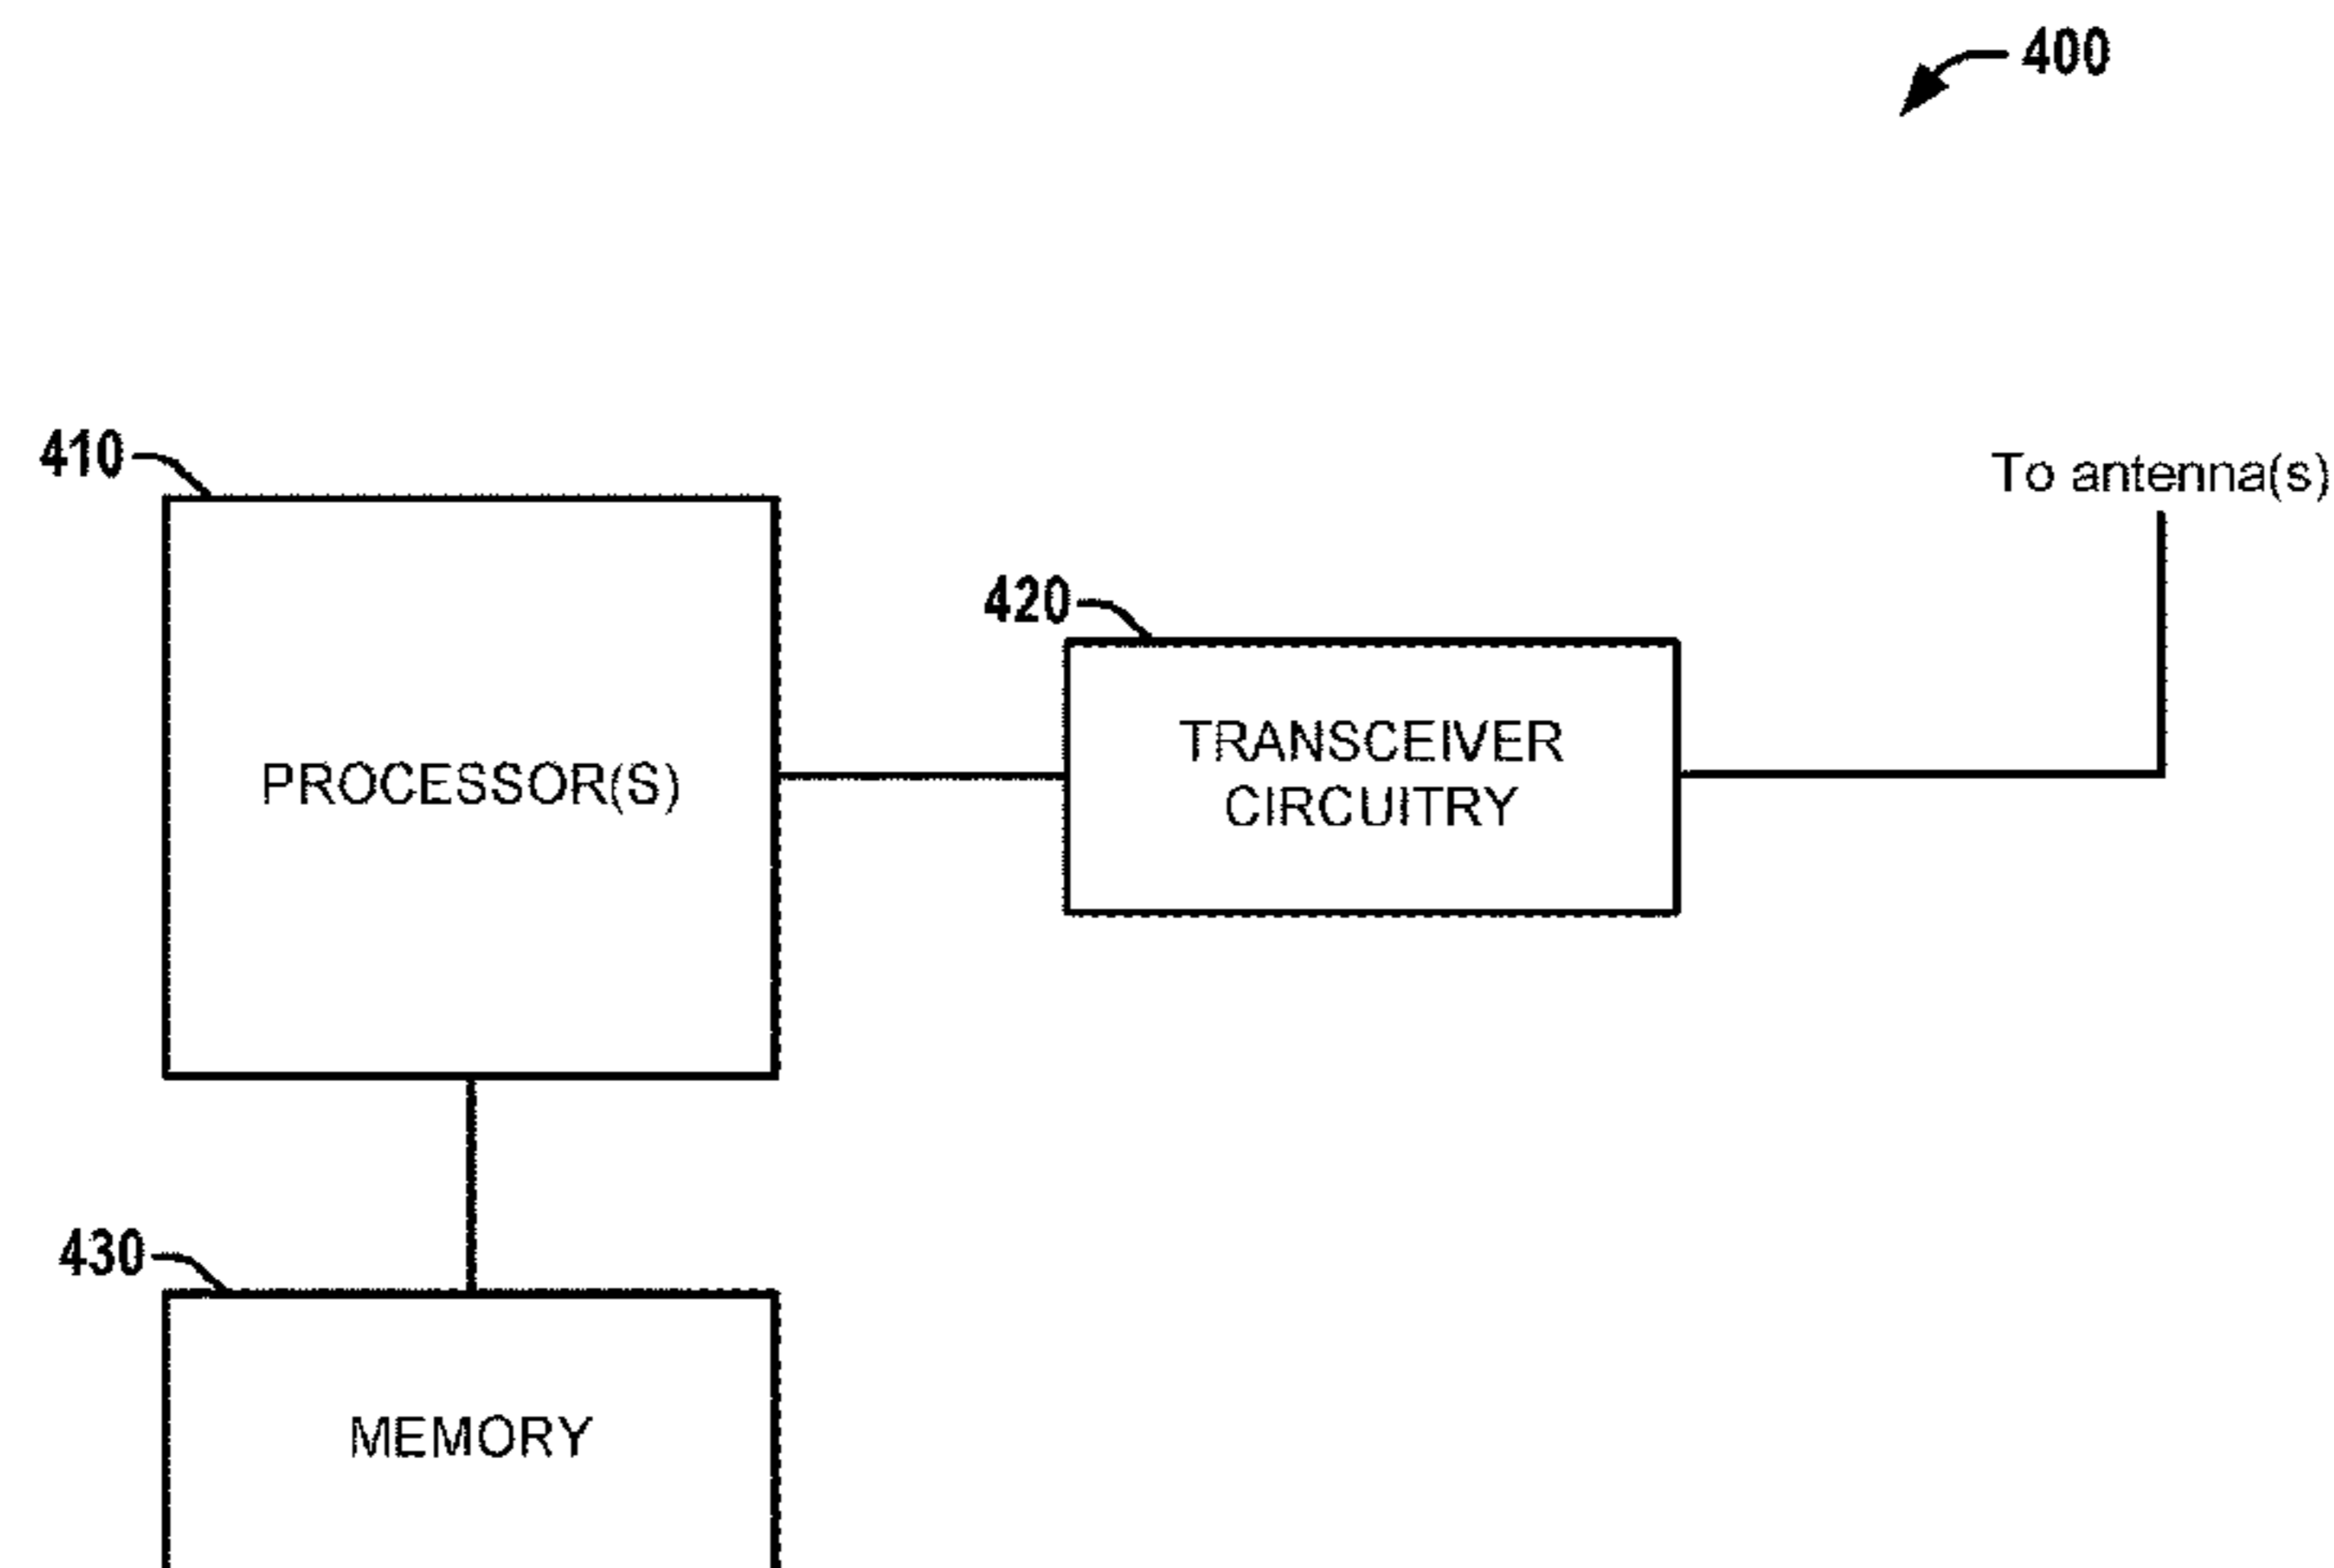 400
410
To antenna(s)
420
TRANSCEIVER
CIRCUITRY
PROCESSOR(S)
430
MEMORY